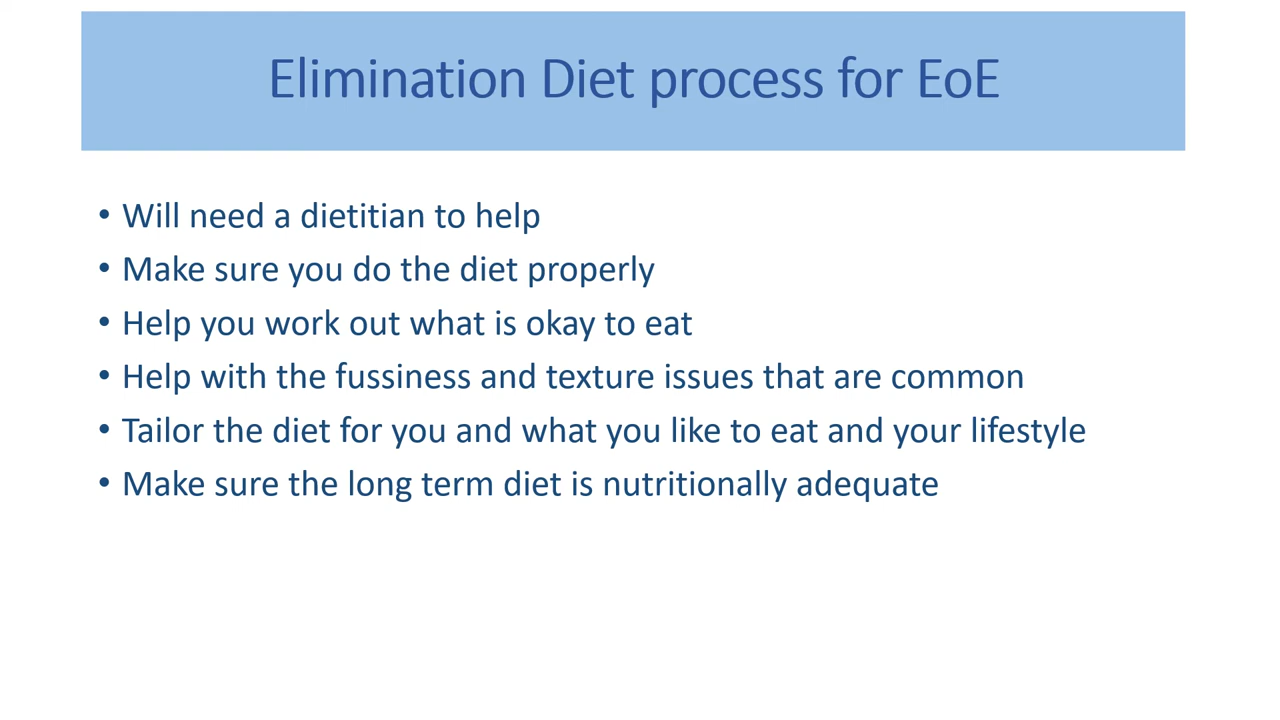 Elimination Diet process for EoE
• Will need a dietitian to help
• Make sure you do the diet properly
• Help you work out what is okay to eat
• Help with the fussiness and texture issues that are common
• Tailor the diet for you and what you like to eat and your lifestyle
• Make sure the long term diet is nutritionally adequate